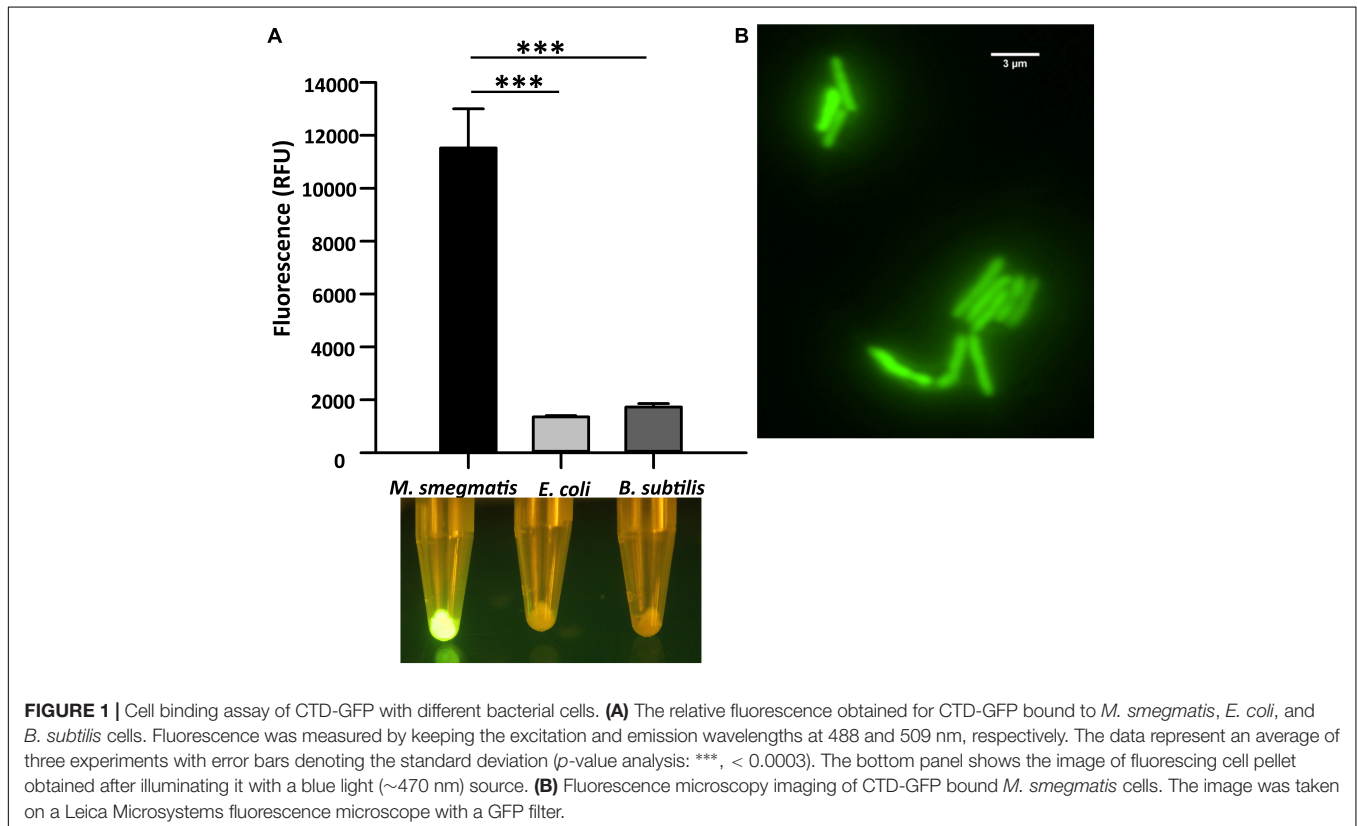 A
B
***
***
3 µm
14000
12000
10000
8000
6000
4000
2000
0
Fluorescence (RFU)
M. smegmatis E. coli B. subtilis
FIGURE 1 | Cell binding assay of CTD-GFP with different bacterial cells. (A) The relative fluorescence obtained for CTD-GFP bound to M. smegmatis, E. coli, and
B. subtilis cells. Fluorescence was measured by keeping the excitation and emission wavelengths at 488 and 509 nm, respectively. The data represent an average of
three experiments with error bars denoting the standard deviation (p-value analysis: ***, < 0.0003). The bottom panel shows the image of fluorescing cell pellet
obtained after illuminating it with a blue light (∼470 nm) source. (B) Fluorescence microscopy imaging of CTD-GFP bound M. smegmatis cells. The image was taken
on a Leica Microsystems fluorescence microscope with a GFP filter.